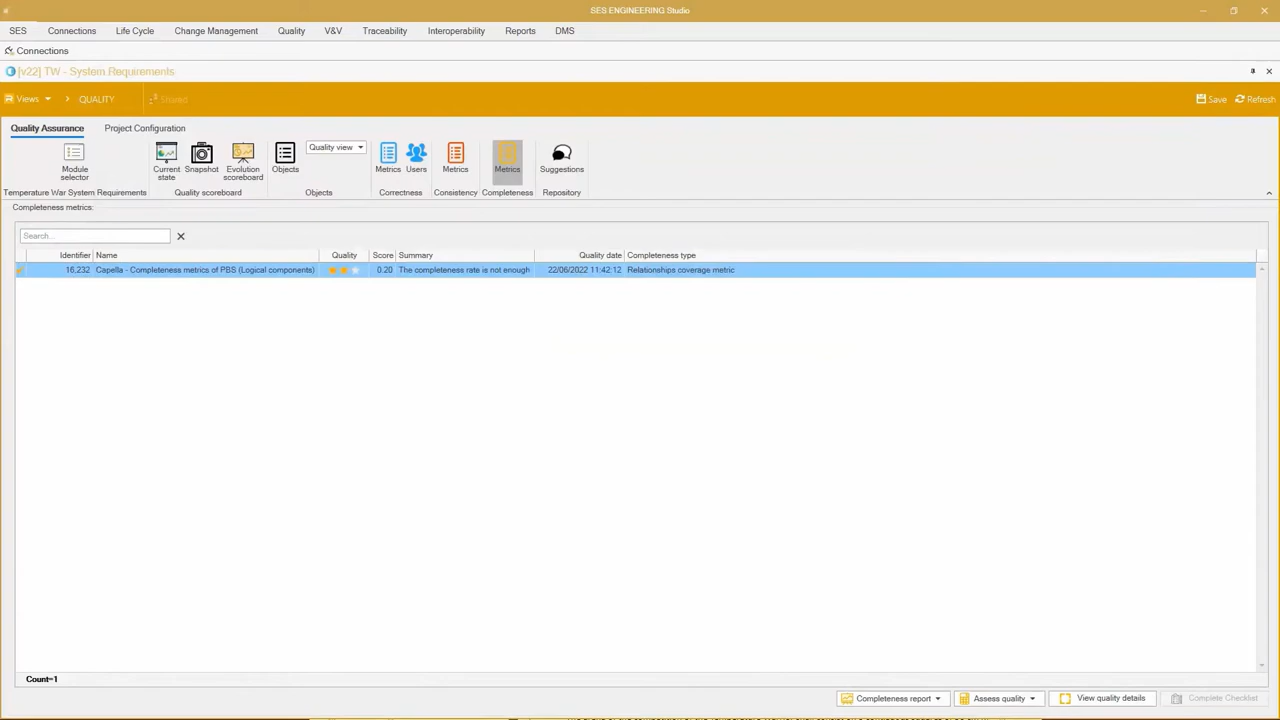 SES ENGINEERING Studio
SES Connections Life Cycle Change Management Quality V&V Traceability Interoperability Reports DMS
Connections
[v22] TW - System Requirements
Views QUALITY Shared Save Refresh
Quality Assurance Project Configuration
Module selector Current state Snapshot Evolution scoreboard Objects Quality view Metrics Users Metrics Metrics Suggestions
Temperature War System Requirements Quality scoreboard Objects Correctness Consistency Completeness Repository
Completeness metrics:
Search...
Identifier Name Quality Score Summary Quality date Completeness type
16,232 Capella - Completeness metrics of PBS (Logical components) 0.20 The completeness rate is not enough 22/06/2022 11:42:12 Relationships coverage metric
Count=1
Completeness report Assess quality View quality details Complete Checklist